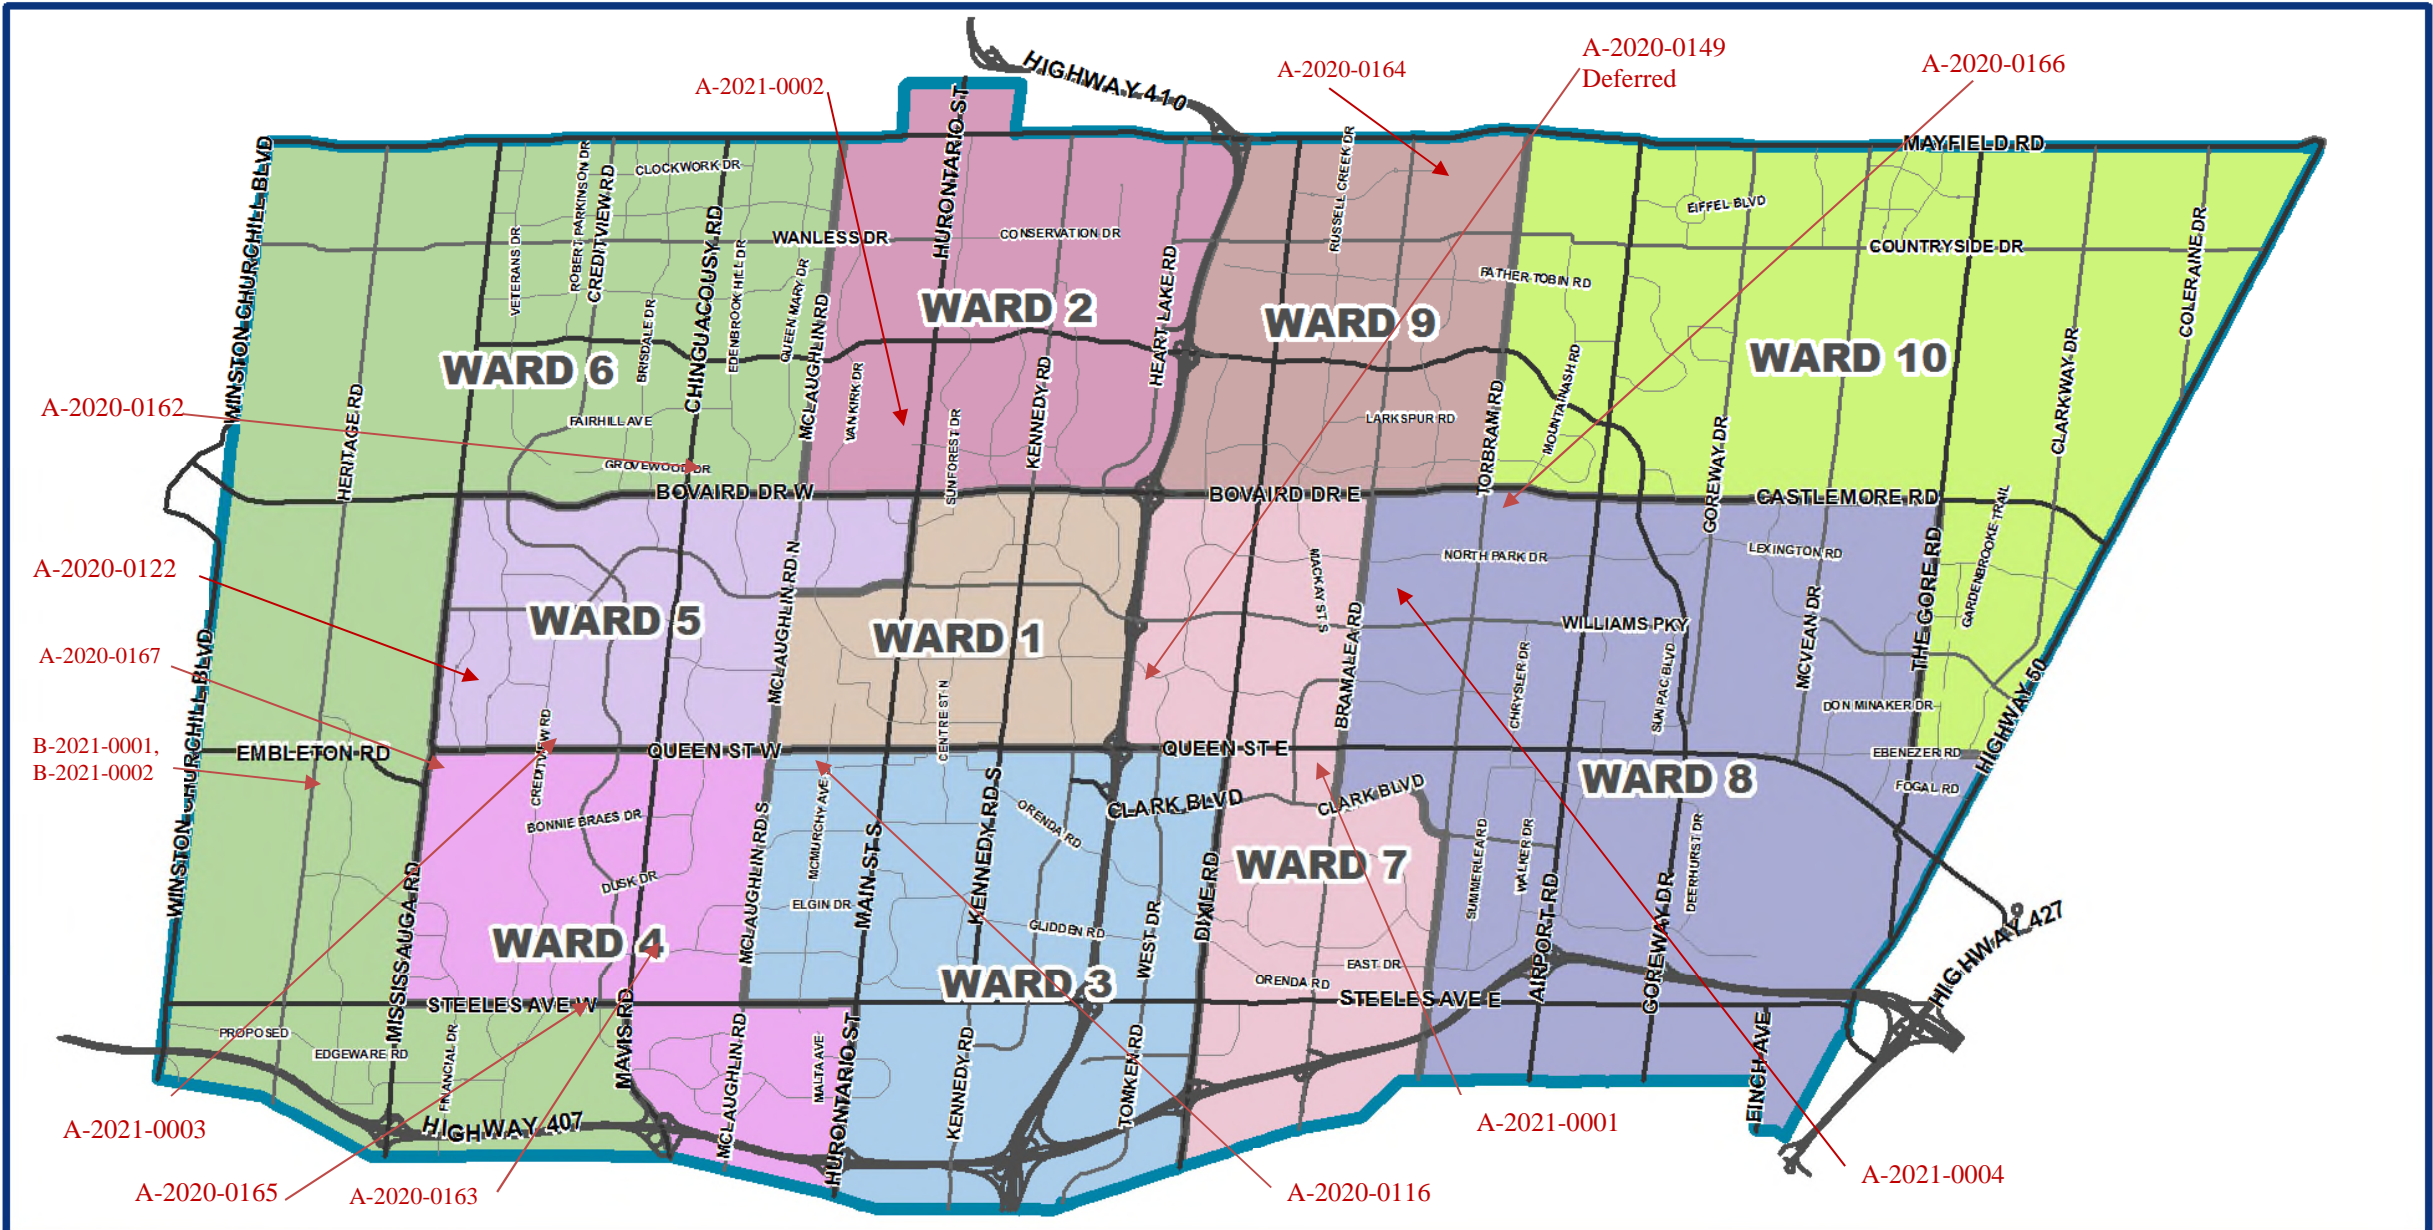 HIGHWAY 410
A-2020-0164
A-2020-0149
Deferred
A-2020-0166
A-2021-0002
HURONTARIO ST
MAYFIELD RD
WINSTON CHURCHILL BLVD
ROBERT PARKINSON DR
CREDITVIEW RD
CLOCKWORK DR
RUSSELL CREEK DR
EIFFEL BLVD
VETERANS DR
CHINGUACOUSY RD
EDENBROOK HILL DR
WANLESS DR
QUEEN MARY DR
CONSERVATION DR
HEART LAKE RD
COUNTRYSIDE DR
COLERAINE DR
FATHER TOBIN RD
BRISDALE DR
MCLAUGHLIN RD
WARD 2
WARD 9
WARD 10
WARD 6
HERITAGE RD
VAN KIRK DR
KENNEDY RD
SUNFOREST DR
TORBRAM RD
MOUNTAINASH RD
CLARKWAY DR
GOREWAY DR
A-2020-0162
FAIRHILL AVE
LARKSPUR RD
GROVEWOOD DR
BOVAIRD DR W
BOVAIRD DR E
CASTLEMORE RD
GARDENBROOKE TRAIL
A-2020-0122
MCLAUGHLIN RD N
MACKAY ST S
NORTH PARK DR
LEXINGTON RD
THE GORE RD
MCVEAN DR
WARD 5
WARD 1
BRAMALEA RD
WILLIAMS PKY
A-2020-0167
WINSTON CHURCHILL BLVD
CREDITVIEW RD
CENTRE ST N
CHRYSLER DR
SUN PAC BLVD
DON MINAKER DR
HIGHWAY 50
B-2021-0001,
B-2021-0002
EMBLETON RD
QUEEN ST W
QUEEN ST E
EBENEZER RD
WARD 8
FOGAL RD
MCMURCHY AVE
KENNEDY RD S
ORENDA RD
CLARK BLVD
CLARK BLVD
BONNIE BRAES DR
MCLAUGHLIN RD S
MAIN ST S
DIXIE RD
WARD 7
SUMMERLEA RD
WALKER DR
DEERHURST DR
DUSK DR
ELGIN DR
MISSISSAUGA RD
WARD 4
GLIDDEN RD
WEST DR
AIRPORT RD
GOREWAY DR
HIGHWAY 427
WARD 3
EAST DR
ORENDA RD
STEELES AVE W
STEELES AVE E
MAVIS RD
PROPOSED
EDGEWARE RD
FINANCIAL DR
MCLAUGHLIN RD
MALTA AVE
HURONTARIO ST
KENNEDY RD
TOMKEN RD
FINCH AVE
HIGHWAY 407
A-2021-0003
A-2021-0001
A-2020-0165
A-2020-0163
A-2020-0116
A-2021-0004